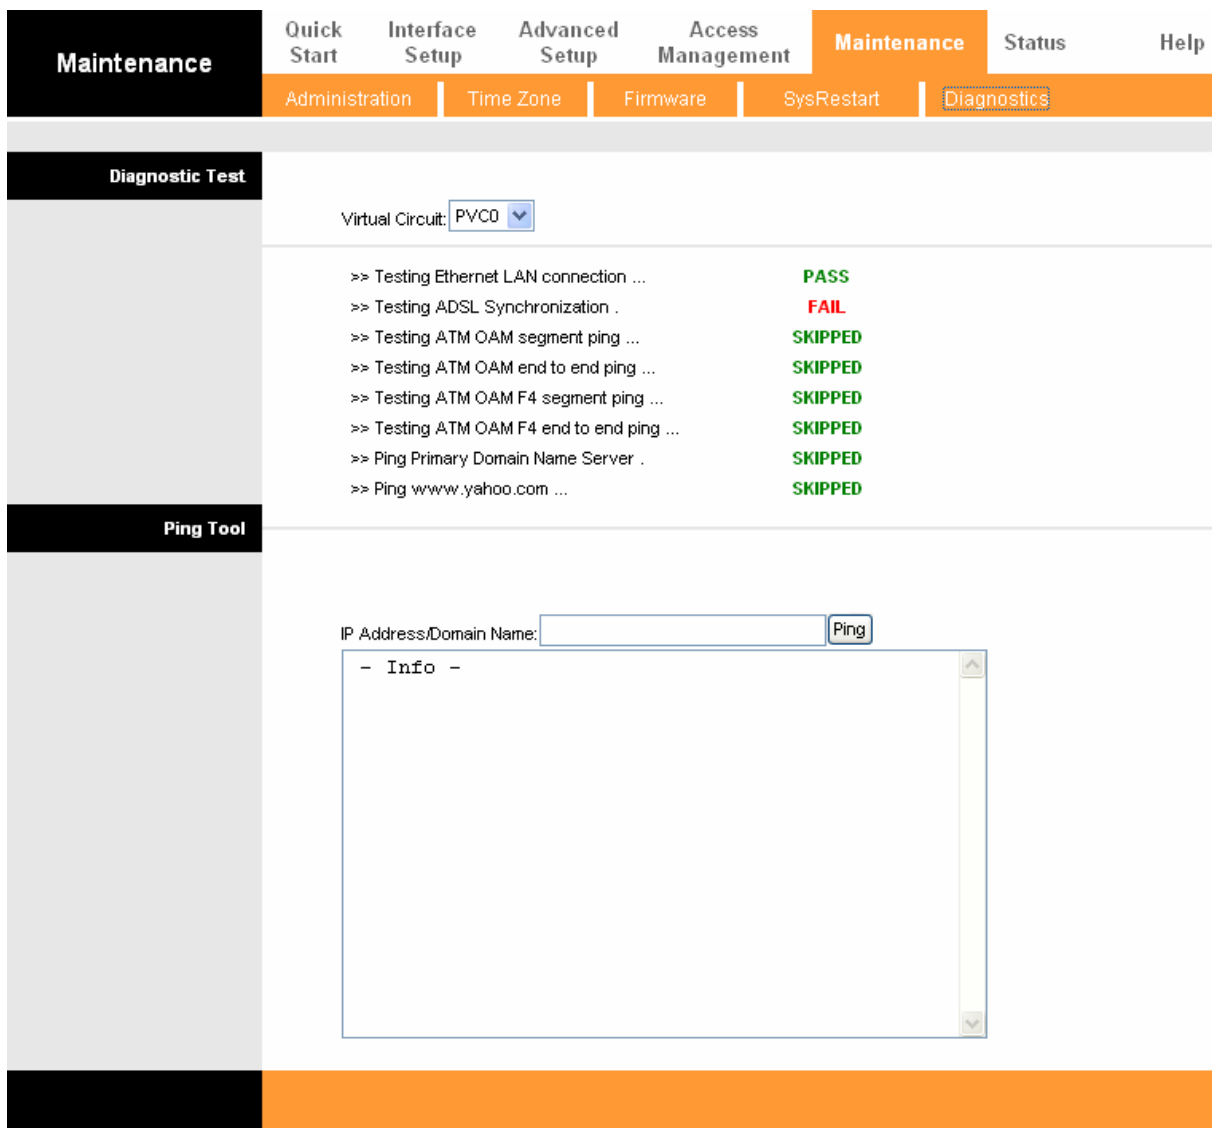 Maintenance
Quick Start
Interface Setup
Advanced Setup
Access Management
Maintenance
Status
Help
Administration
Time Zone
Firmware
SysRestart
Diagnostics
Diagnostic Test
Virtual Circuit: PVC0
>> Testing Ethernet LAN connection ... PASS
>> Testing ADSL Synchronization . FAIL
>> Testing ATM OAM segment ping ... SKIPPED
>> Testing ATM OAM end to end ping ... SKIPPED
>> Testing ATM OAM F4 segment ping ... SKIPPED
>> Testing ATM OAM F4 end to end ping ... SKIPPED
>> Ping Primary Domain Name Server . SKIPPED
>> Ping www.yahoo.com ... SKIPPED
Ping Tool
IP Address/Domain Name: Ping
- Info -